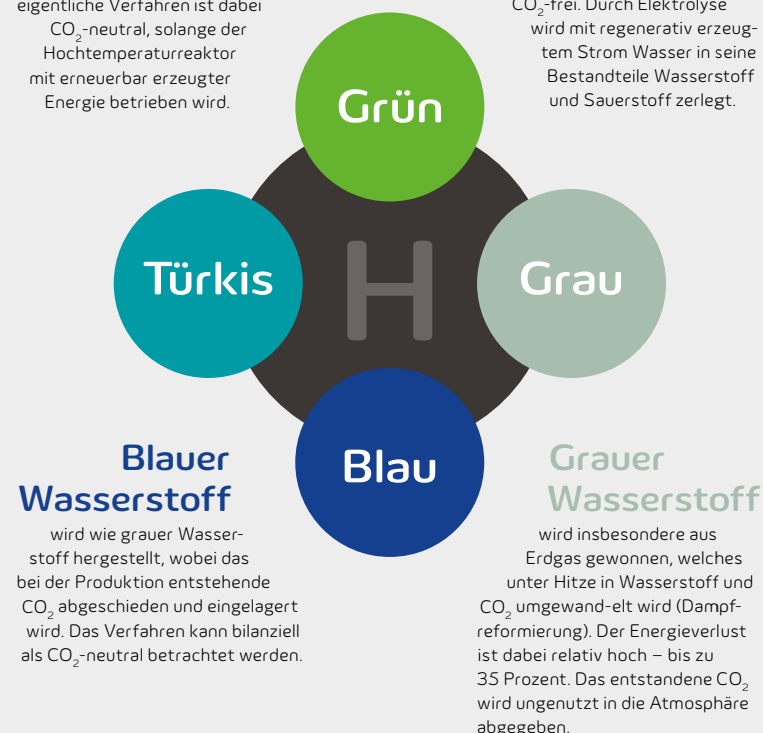 eigentliche Verfahren ist dabei
CO₂-neutral, solange der
Hochtemperaturreaktor
mit erneuerbar erzeugter
Energie betrieben wird.
CO₂-frei. Durch Elektrolyse
wird mit regenerativ erzeug-
tem Strom Wasser in seine
Bestandteile Wasserstoff
und Sauerstoff zerlegt.
Grün
Türkis
H
Grau
Blau
Blauer
Wasserstoff
wird wie grauer Wasser-
stoff hergestellt, wobei das
bei der Produktion entstehende
CO₂ abgeschieden und eingelagert
wird. Das Verfahren kann bilanziell
als CO₂-neutral betrachtet werden.
Grauer
Wasserstoff
wird insbesondere aus
Erdgas gewonnen, welches
unter Hitze in Wasserstoff und
CO₂ umgewand-elt wird (Dampf-
reformierung). Der Energieverlust
ist dabei relativ hoch – bis zu
35 Prozent. Das entstandene CO₂
wird ungenutzt in die Atmosphäre
abgegeben.